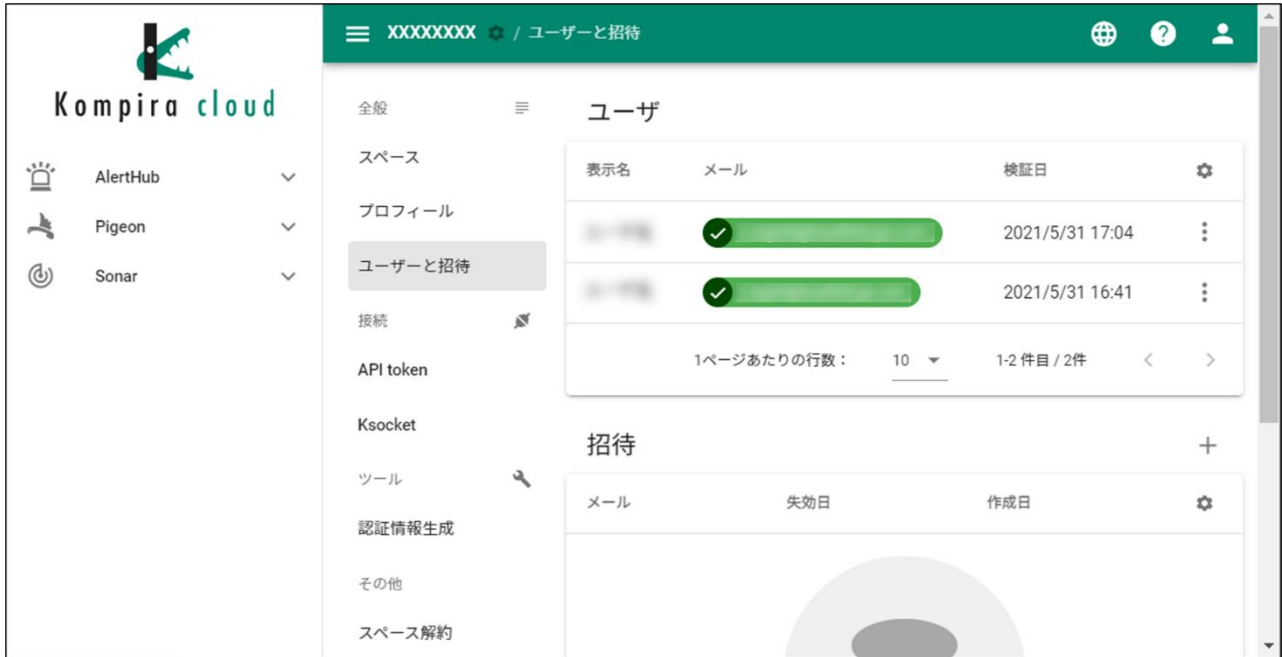 Kompira cloud
AlertHub
Pigeon
Sonar
XXXXXXXX / ユーザーと招待
全般
スペース
プロフィール
ユーザーと招待
接続
API token
Ksocket
ツール
認証情報生成
その他
スペース解約
ユーザ
表示名 メール 検証日
2021/5/31 17:04
2021/5/31 16:41
1ページあたりの行数： 10 1-2 件目 / 2件
招待
メール 失効日 作成日